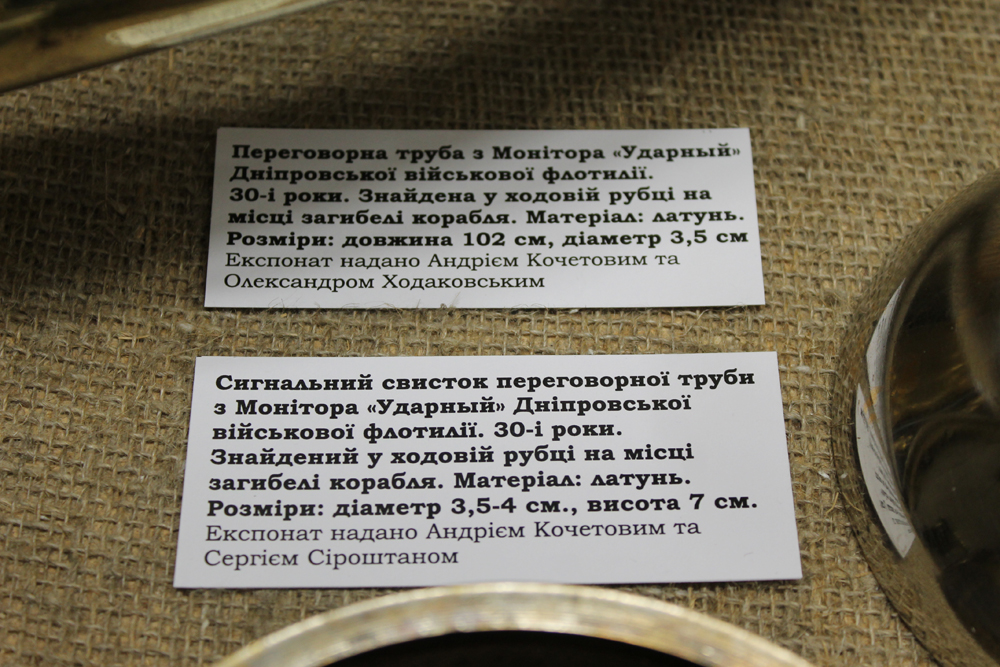 Переговорна труба з Монітора «Ударный»
Дніпровської військової флотилії.
30-і роки. Знайдена у ходовій рубці на
місці загибелі корабля. Матеріал: латунь.
Розміри: довжина 102 см, діаметр 3,5 см
Експонат надано Андрієм Кочетовим та
Олександром Ходаковським
Сигнальний свисток переговорної труби
з Монітора «Ударный» Дніпровської
військової флотилії. 30-і роки.
Знайдений у ходовій рубці на місці
загибелі корабля. Матеріал: латунь.
Розміри: діаметр 3,5-4 см., висота 7 см.
Експонат надано Андрієм Кочетовим та
Сергієм Сіроштаном